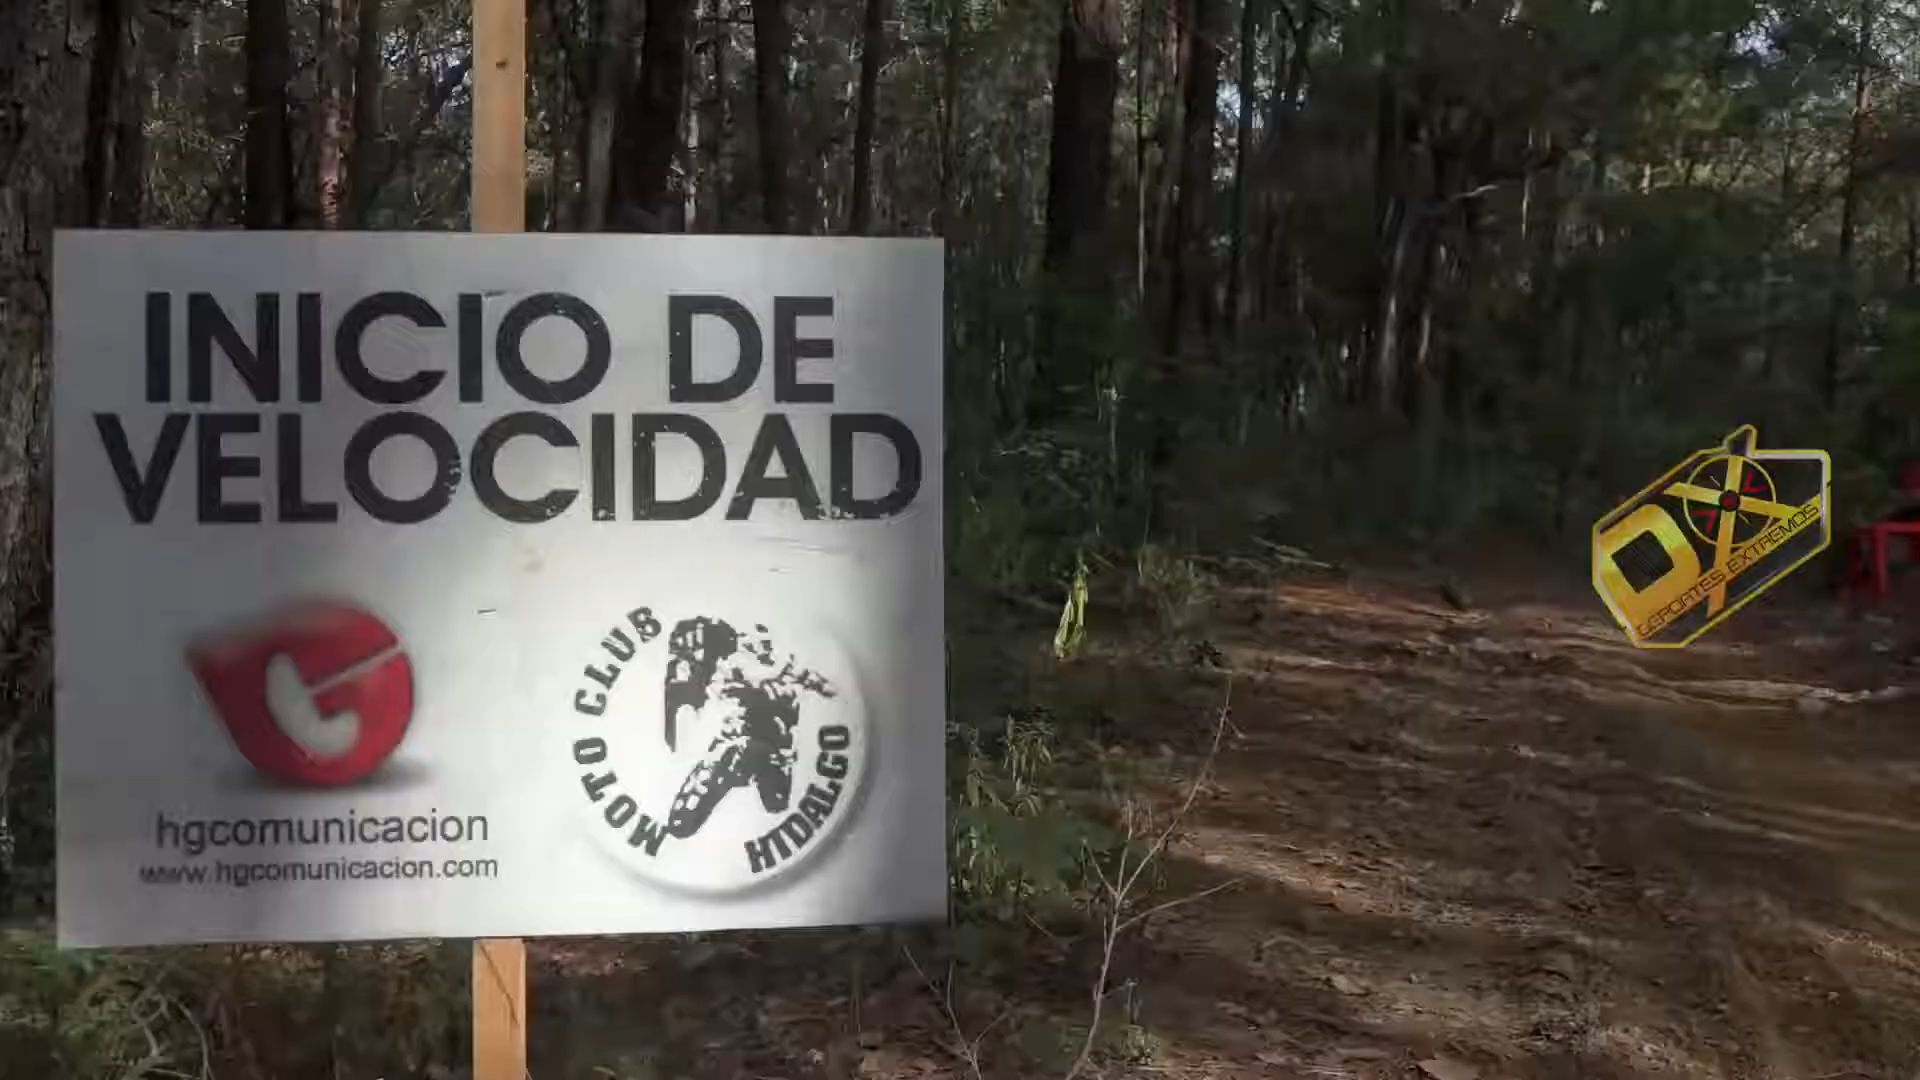 INICIO DE
VELOCIDAD
MOTO CLUB
HIDALGO
hgcomunicacion
www.hgcomunicacion.com
DX
DEPORTES EXTREMOS